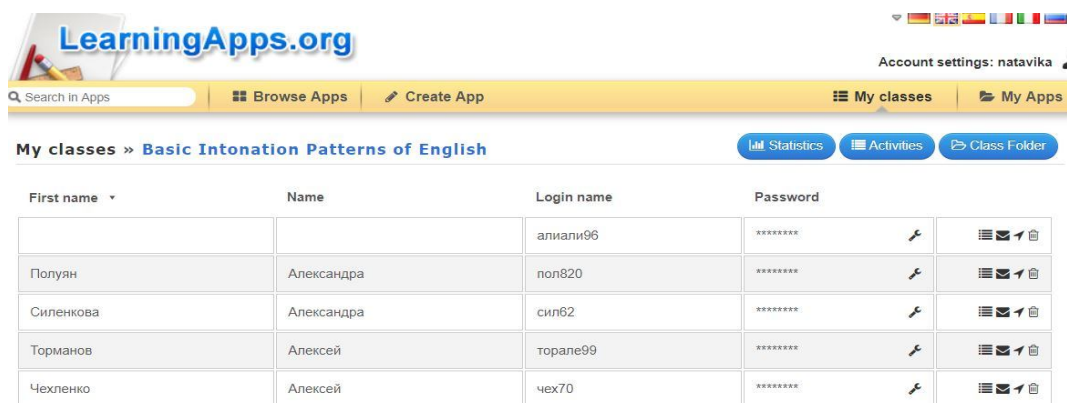 LearningApps.org
Account settings: natavika
Search in Apps Browse Apps Create App My classes My Apps
My classes » Basic Intonation Patterns of English Statistics Activities Class Folder
First name Name Login name Password
алиали96 ********
Полуян Александра пол820 ********
Силенкова Александра сил62 ********
Торманов Алексей торале99 ********
Чехленко Алексей чех70 ********